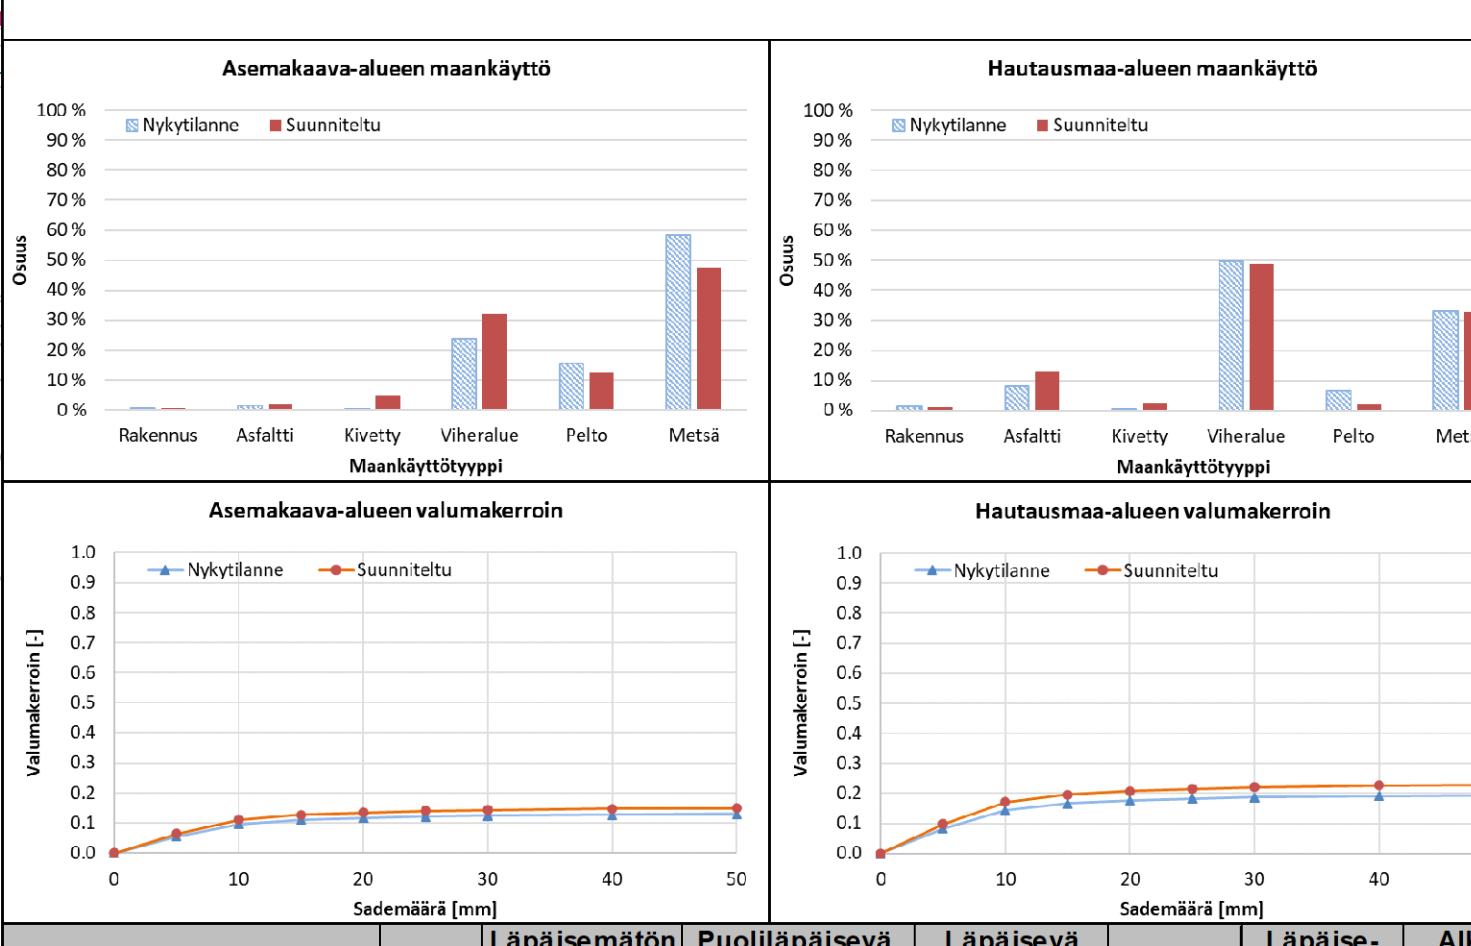 Asemakaava-alueen maankäyttö
100 %
90 %
80 %
70 %
60 %
50 %
40 %
30 %
20 %
10 %
0 %
Osuus
Nykytilanne Suunniteltu
Rakennus Asfaltti Kivetty Viheralue Pelto Metsä
Maankäyttötyyppi
Hautausmaa-alueen maankäyttö
100 %
90 %
80 %
70 %
60 %
50 %
40 %
30 %
20 %
10 %
0 %
Osuus
Nykytilanne Suunniteltu
Rakennus Asfaltti Kivetty Viheralue Pelto Mets
Maankäyttötyyppi
Asemakaava-alueen valumakerroin
1.0
0.9
0.8
0.7
0.6
0.5
0.4
0.3
0.2
0.1
0.0
Valumakerroin [-]
Nykytilanne Suunniteltu
0 10 20 30 40 50
Sademäärä [mm]
Hautausmaa-alueen valumakerroin
1.0
0.9
0.8
0.7
0.6
0.5
0.4
0.3
0.2
0.1
0.0
Valumakerroin [-]
Nykytilanne Suunniteltu
0 10 20 30 40
Sademäärä [mm]
Läpäisemätön Puoliläpäisevä Läpäisevä Läpäise- All